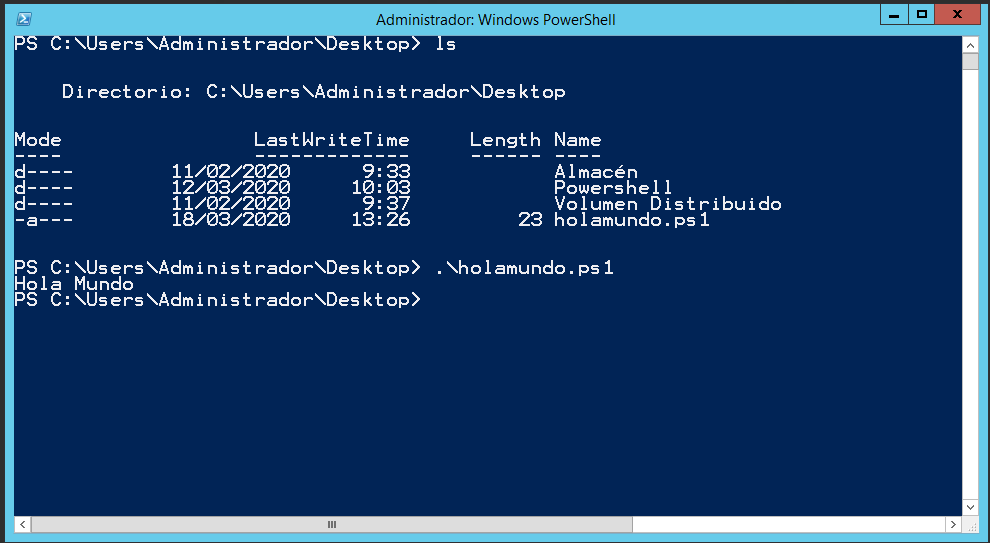 Administrador: Windows PowerShell
PS C:\Users\Administrador\Desktop> ls
Directorio: C:\Users\Administrador\Desktop
Mode LastWriteTime Length Name
---- ------------- ------ ----
d---- 11/02/2020 9:33 Almacén
d---- 12/03/2020 10:03 Powershell
d---- 11/02/2020 9:37 Volumen Distribuido
-a--- 18/03/2020 13:26 23 holamundo.ps1
PS C:\Users\Administrador\Desktop> .\holamundo.ps1
Hola Mundo
PS C:\Users\Administrador\Desktop>